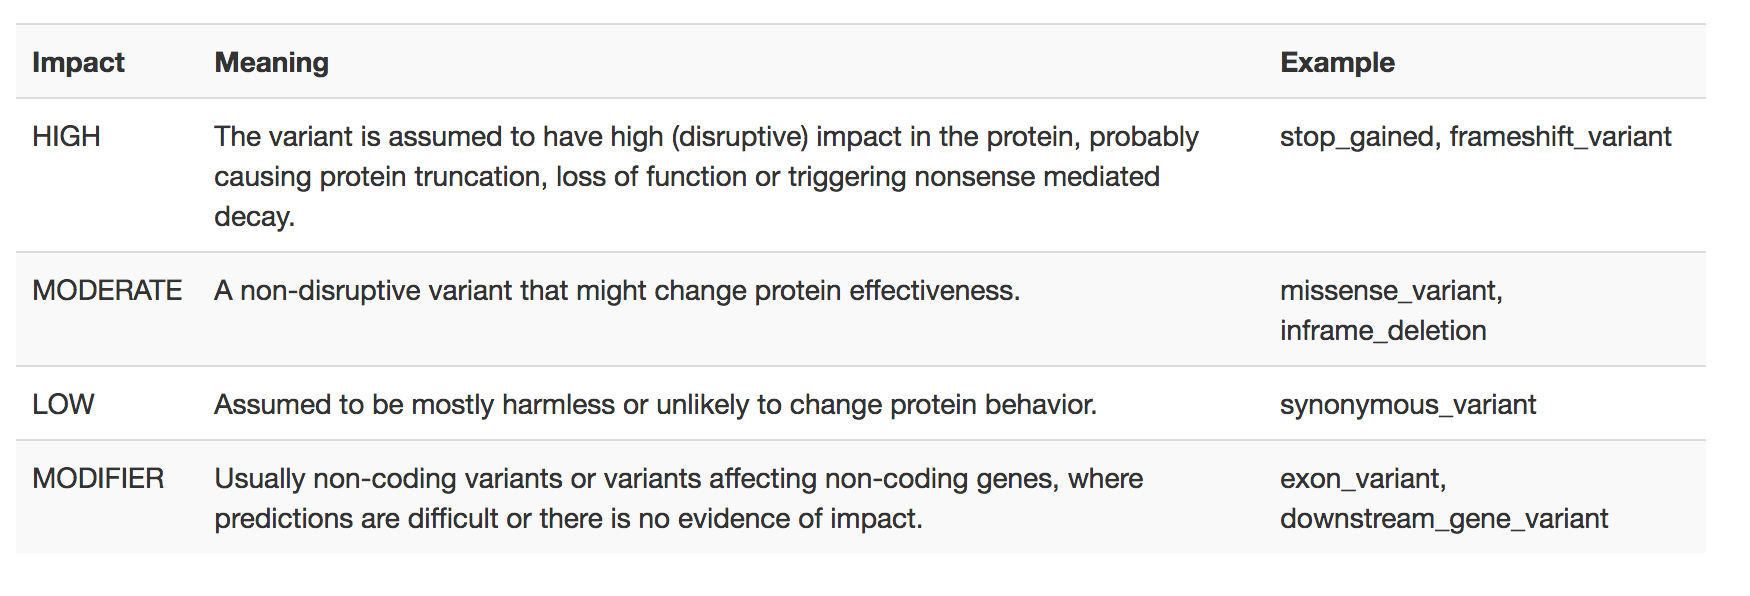 Impact Meaning Example
HIGH The variant is assumed to have high (disruptive) impact in the protein, probably stop_gained, frameshift_variant
causing protein truncation, loss of function or triggering nonsense mediated
decay.
MODERATE A non-disruptive variant that might change protein effectiveness. missense_variant,
inframe_deletion
LOW Assumed to be mostly harmless or unlikely to change protein behavior. synonymous_variant
MODIFIER Usually non-coding variants or variants affecting non-coding genes, where exon_variant,
predictions are difficult or there is no evidence of impact. downstream_gene_variant